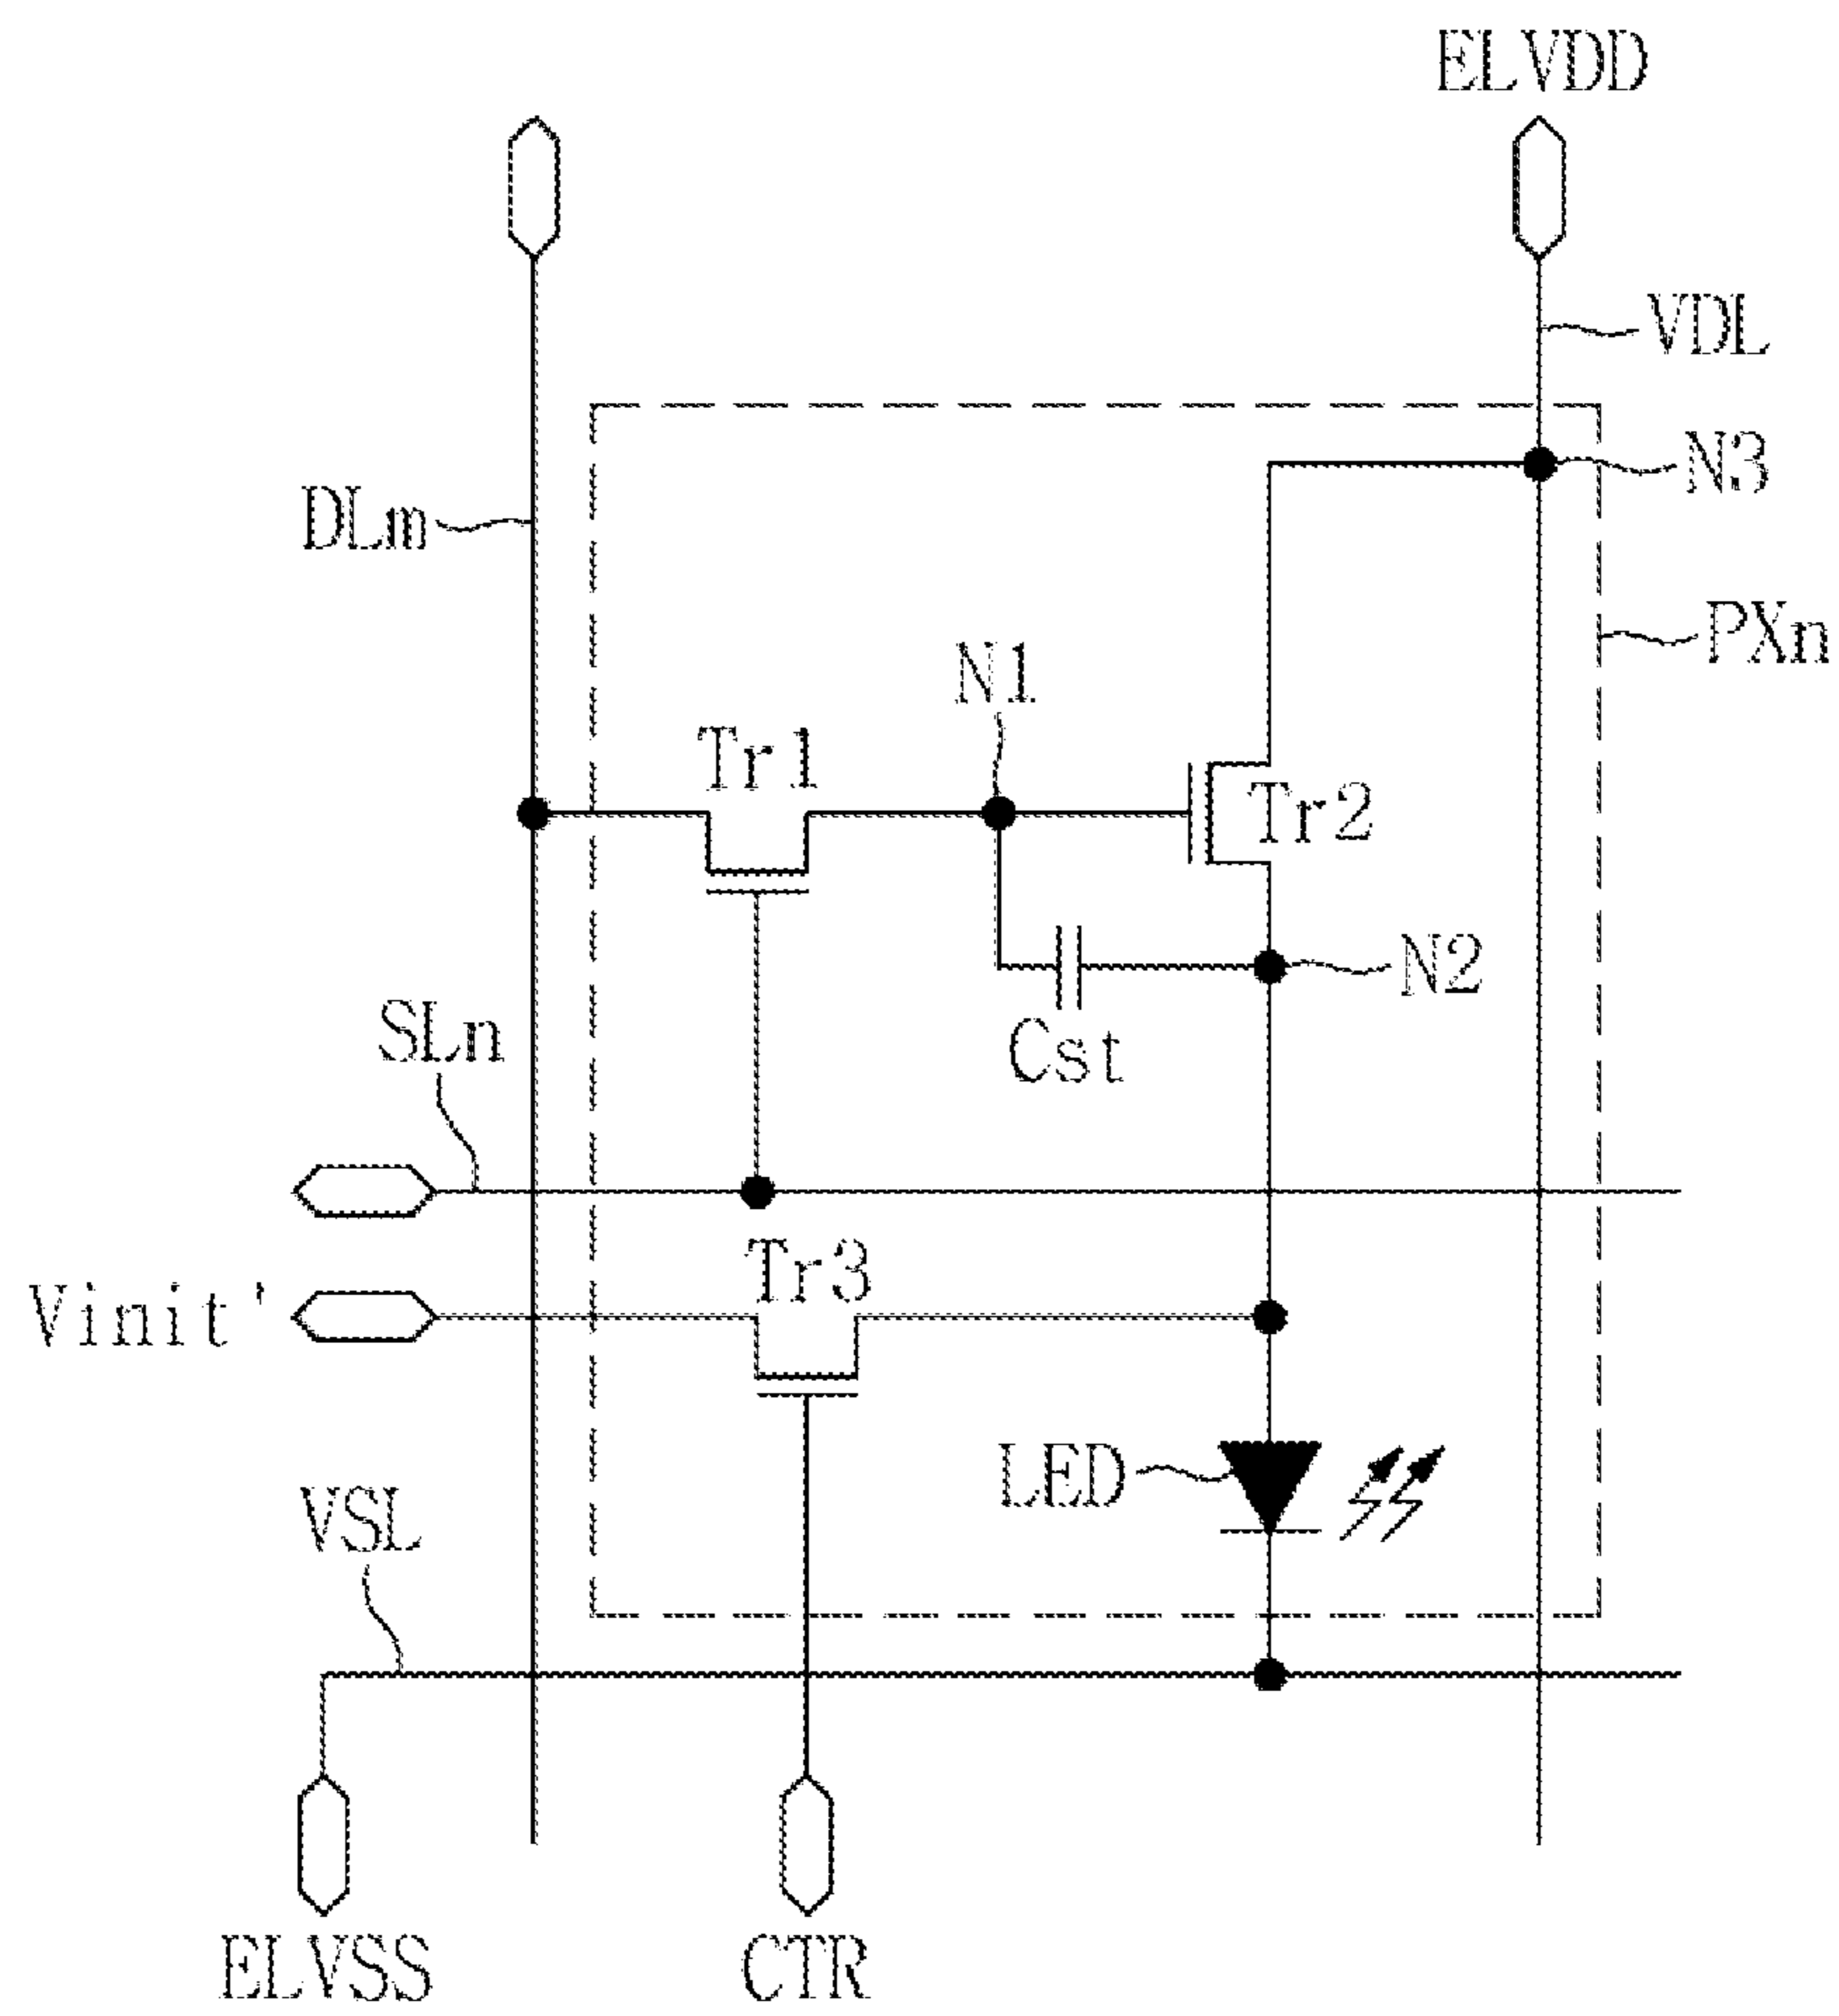 ELVDD
VDL
N3
DLm
PXn
N1
Tr1
Tr2
N2
SLn
Cst
Tr3
Vinit'
LED
VSL
ELVSS
CTR